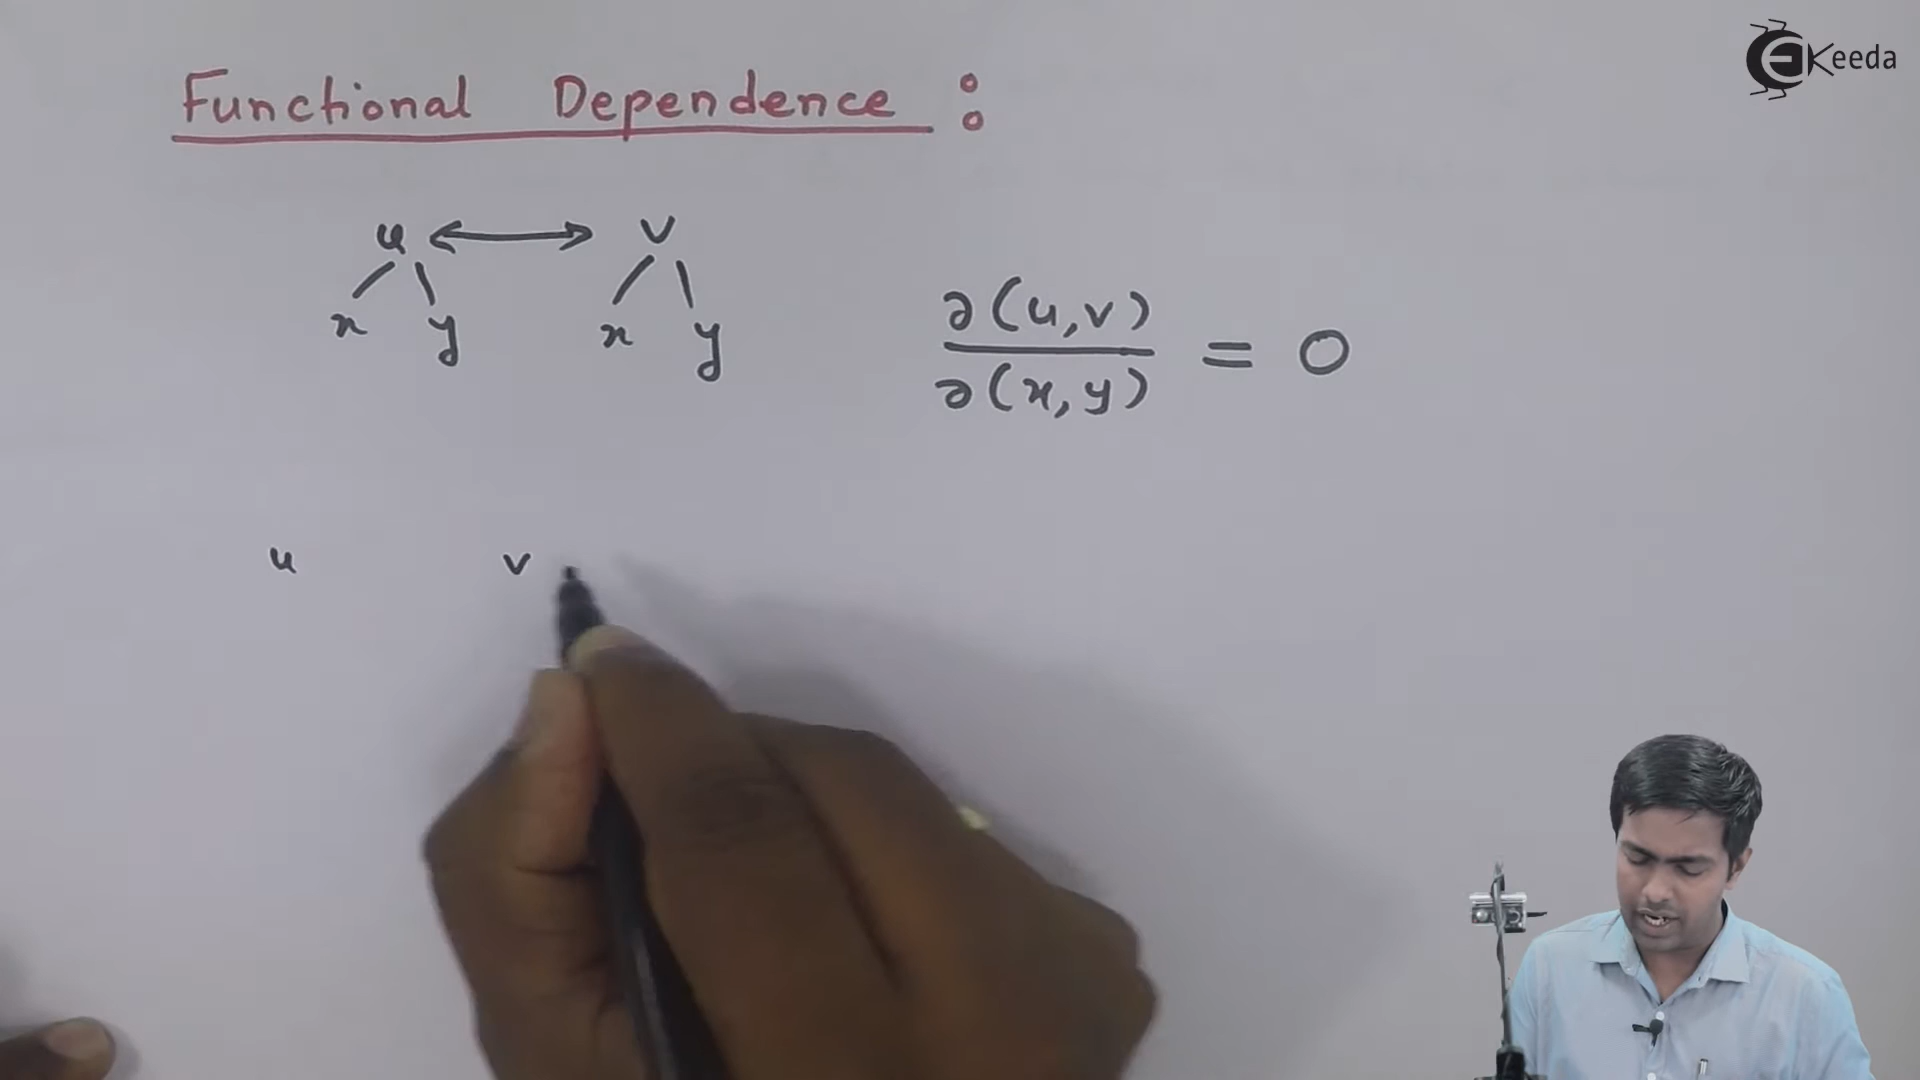 Functional Dependence :
EKeeda
u ↔ v
x y x y
∂(u,v)
∂(x,y)
= 0
u v